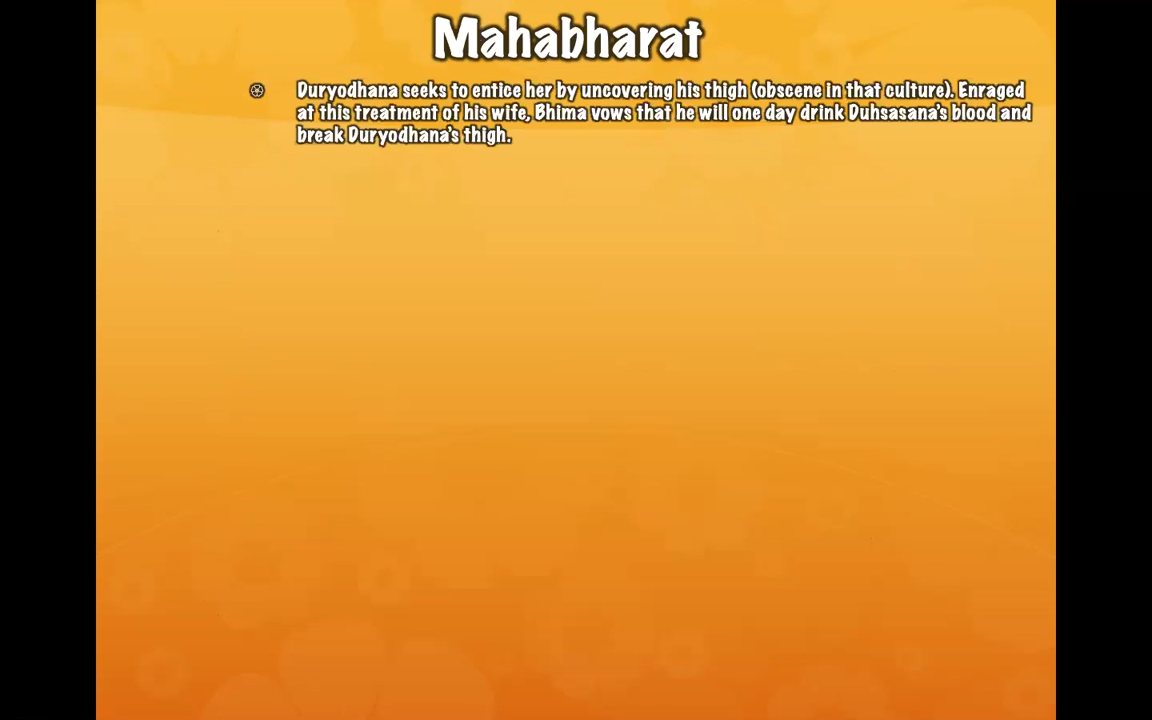 Mahabharat
Duryodhana seeks to entice her by uncovering his thigh (obscene in that culture). Enraged
at this treatment of his wife, Bhima vows that he will one day drink Duhsasana's blood and
break Duryodhana's thigh.